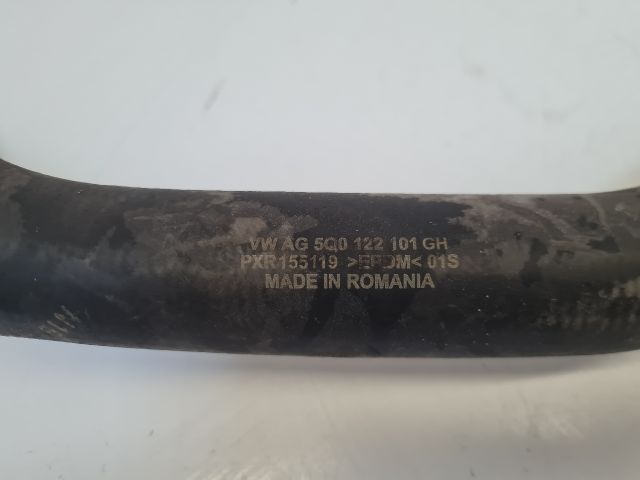 VW AG 5Q0 122 101 GH
PXR155119 >EPDM< 01S
MADE IN ROMANIA